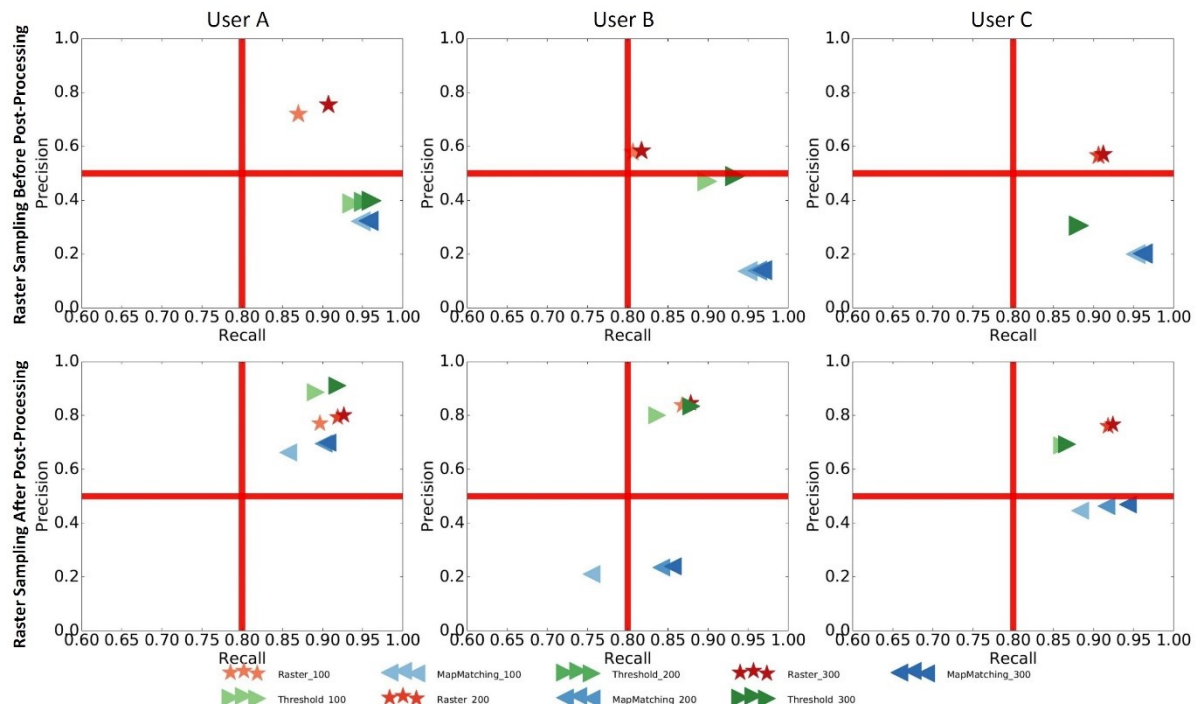 User A
User B
User C
Raster Sampling Before Post-Processing
Precision
1.0
0.8
0.6
0.4
0.2
0.0
0.60 0.65 0.70 0.75 0.80 0.85 0.90 0.95 1.00
Recall
Precision
1.0
0.8
0.6
0.4
0.2
0.0
0.60 0.65 0.70 0.75 0.80 0.85 0.90 0.95 1.00
Recall
Precision
1.0
0.8
0.6
0.4
0.2
0.0
0.60 0.65 0.70 0.75 0.80 0.85 0.90 0.95 1.00
Recall
Raster Sampling After Post-Processing
Precision
1.0
0.8
0.6
0.4
0.2
0.0
0.60 0.65 0.70 0.75 0.80 0.85 0.90 0.95 1.00
Recall
Precision
1.0
0.8
0.6
0.4
0.2
0.0
0.60 0.65 0.70 0.75 0.80 0.85 0.90 0.95 1.00
Recall
Precision
1.0
0.8
0.6
0.4
0.2
0.0
0.60 0.65 0.70 0.75 0.80 0.85 0.90 0.95 1.00
Recall
Raster_100 MapMatching_100 Threshold_200 Raster_300 MapMatching_300
Threshold_100 Raster_200 MapMatching_200 Threshold_300